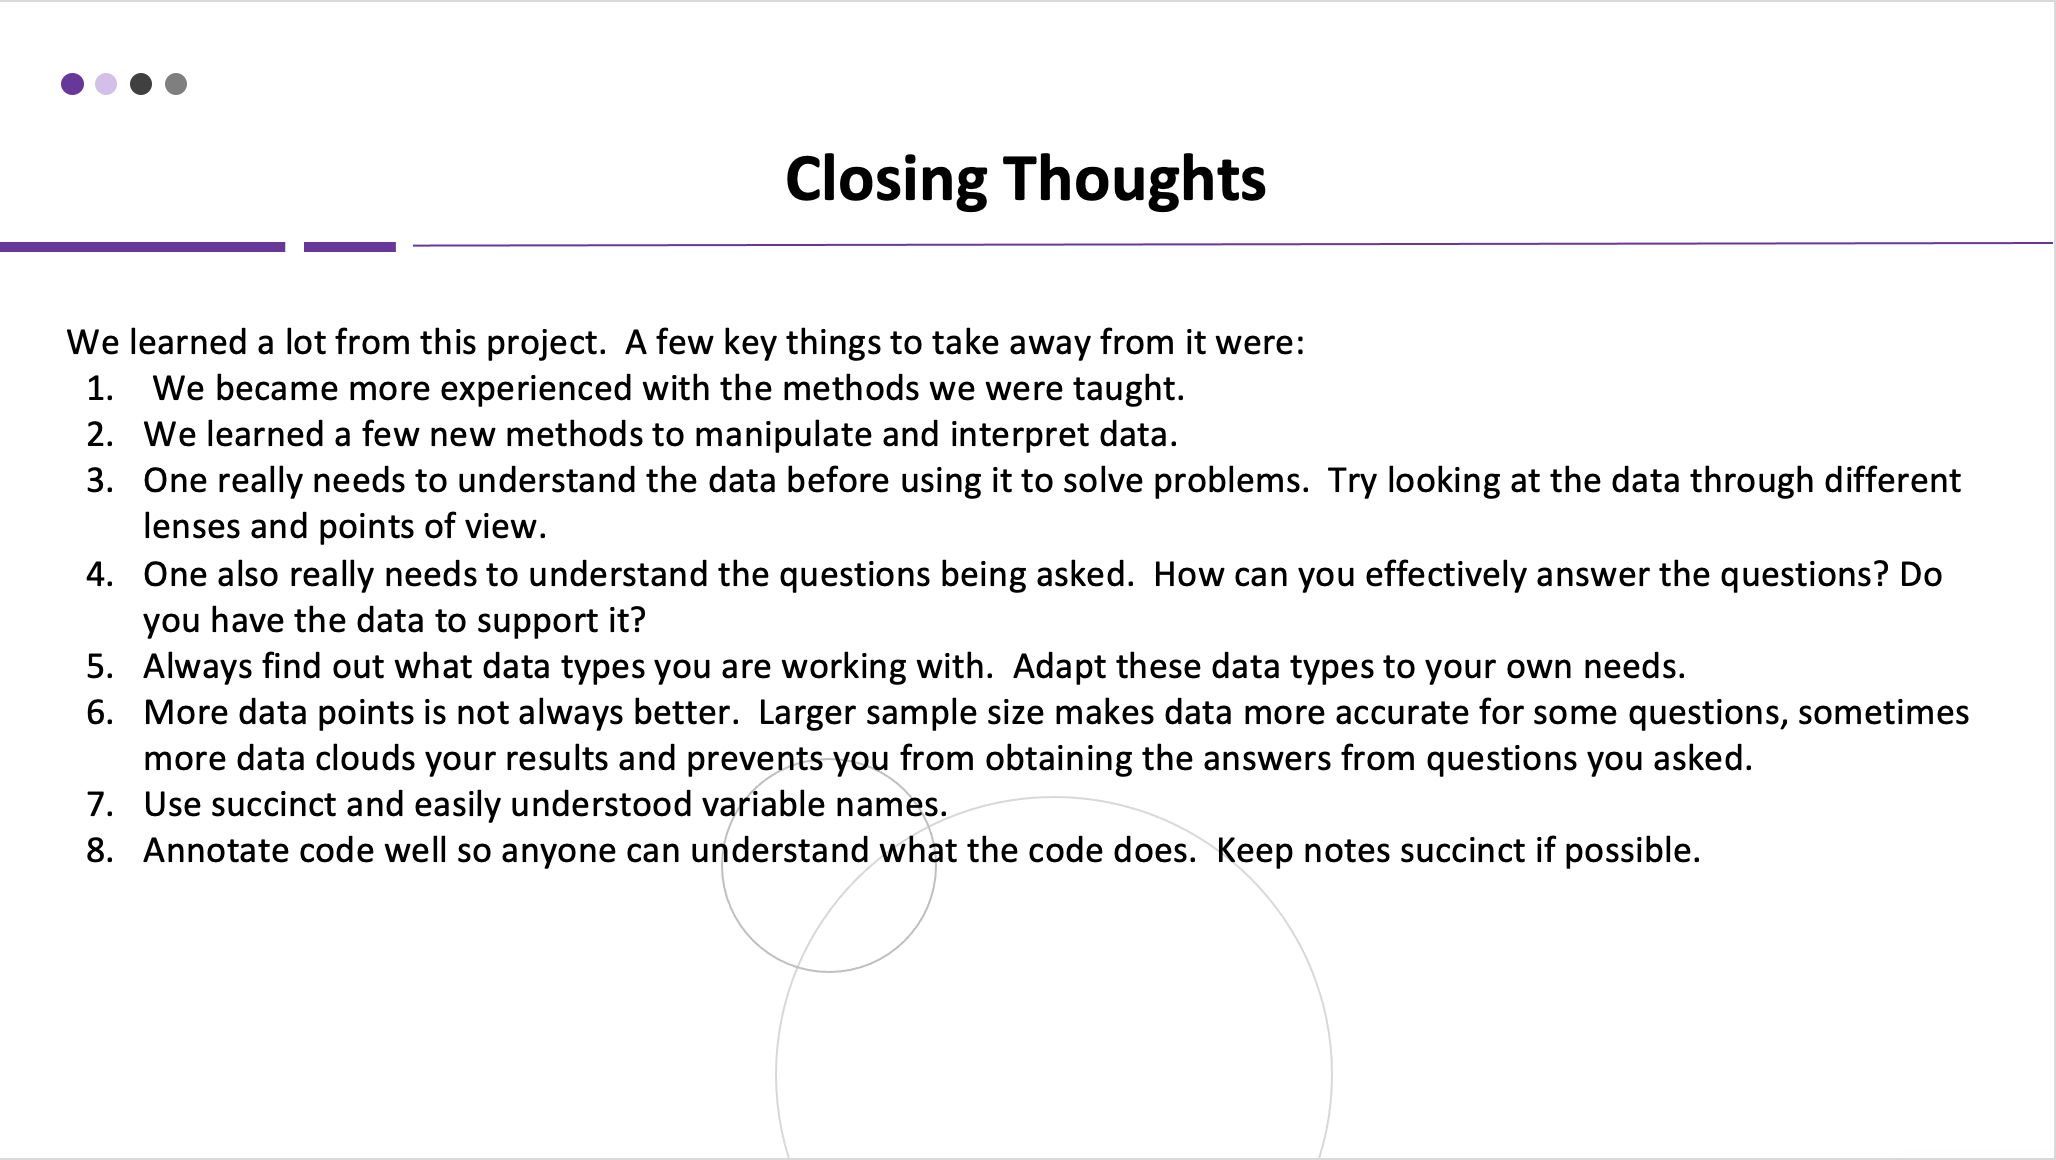 Closing Thoughts
We learned a lot from this project.  A few key things to take away from it were:
1.   We became more experienced with the methods we were taught.
2.  We learned a few new methods to manipulate and interpret data.
3.  One really needs to understand the data before using it to solve problems.  Try looking at the data through different
lenses and points of view.
4.  One also really needs to understand the questions being asked.  How can you effectively answer the questions? Do
you have the data to support it?
5.  Always find out what data types you are working with.  Adapt these data types to your own needs.
6.  More data points is not always better.  Larger sample size makes data more accurate for some questions, sometimes
more data clouds your results and prevents you from obtaining the answers from questions you asked.
7.  Use succinct and easily understood variable names.
8.  Annotate code well so anyone can understand what the code does.  Keep notes succinct if possible.